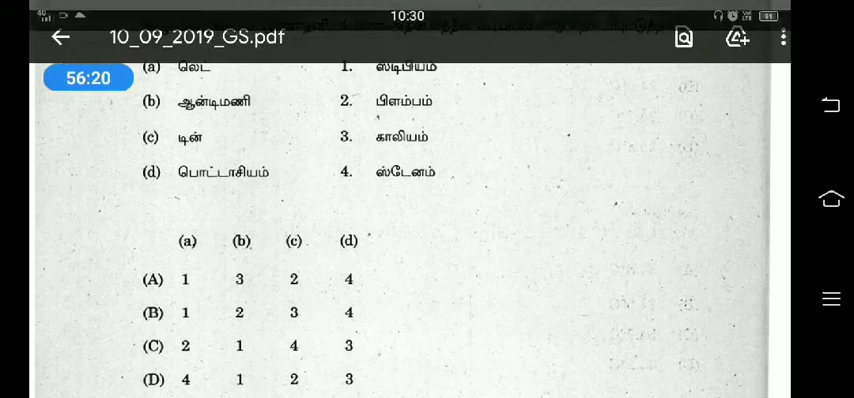 10:30
10_09_2019_GS.pdf
56:20
(a) லெட் 1. ஸ்டிபியம்
(b) ஆன்டிமணி 2. பிளம்பம்
(c) டின் 3. காலியம்
(d) பொட்டாசியம் 4. ஸ்டேனம்
(a) (b) (c) (d)
(A) 1 3 2 4
(B) 1 2 3 4
(C) 2 1 4 3
(D) 4 1 2 3